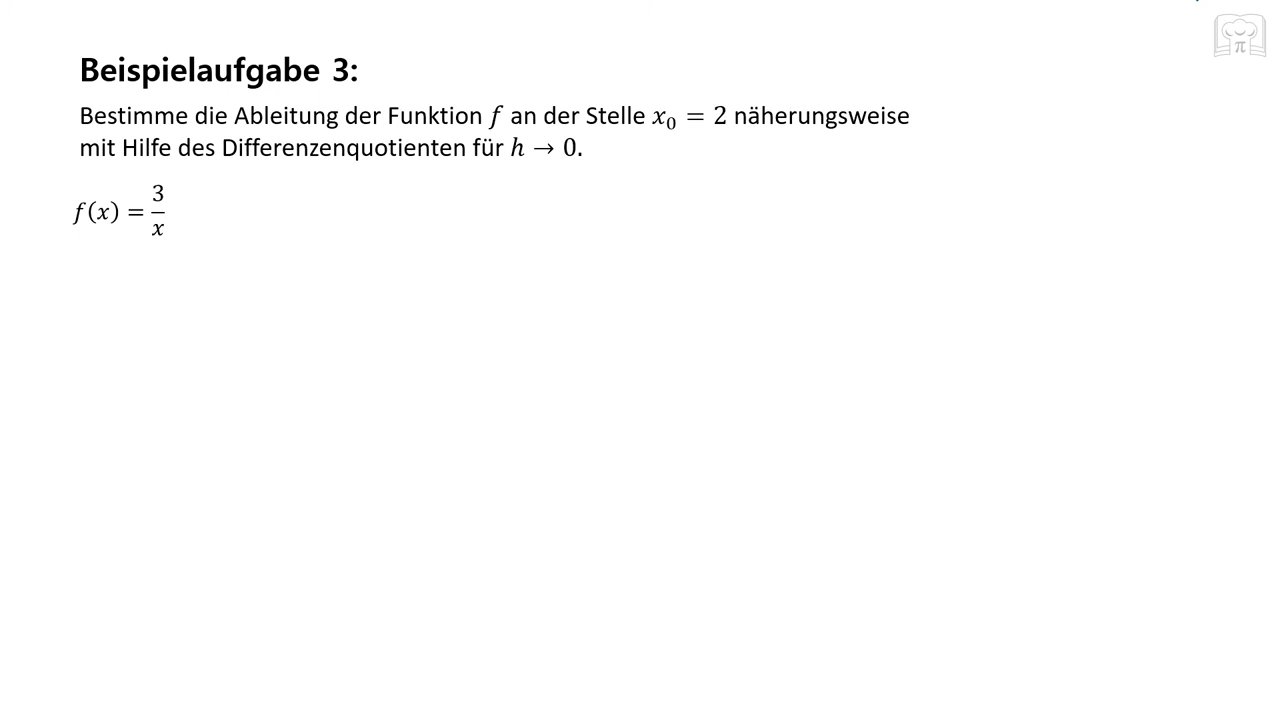 Beispielaufgabe 3:
Bestimme die Ableitung der Funktion f an der Stelle x₀ = 2 näherungsweise
mit Hilfe des Differenzenquotienten für h → 0.
f(x) = 3/x
π